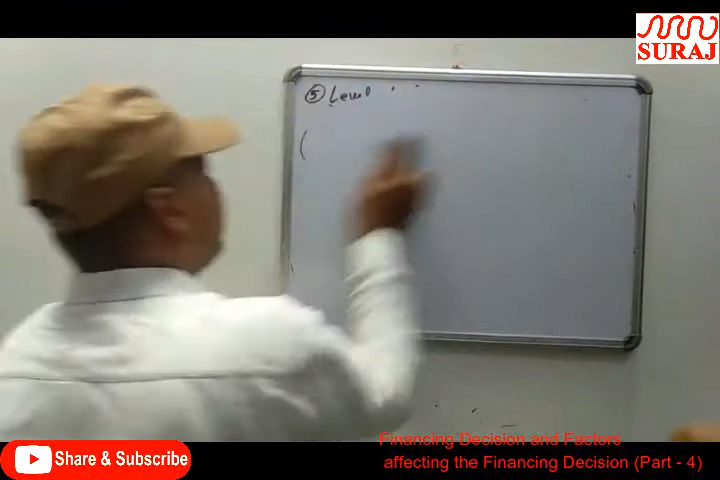 SURAJ
⑤ Level
(
Share & Subscribe
Financing Decision and Factors
affecting the Financing Decision (Part - 4)